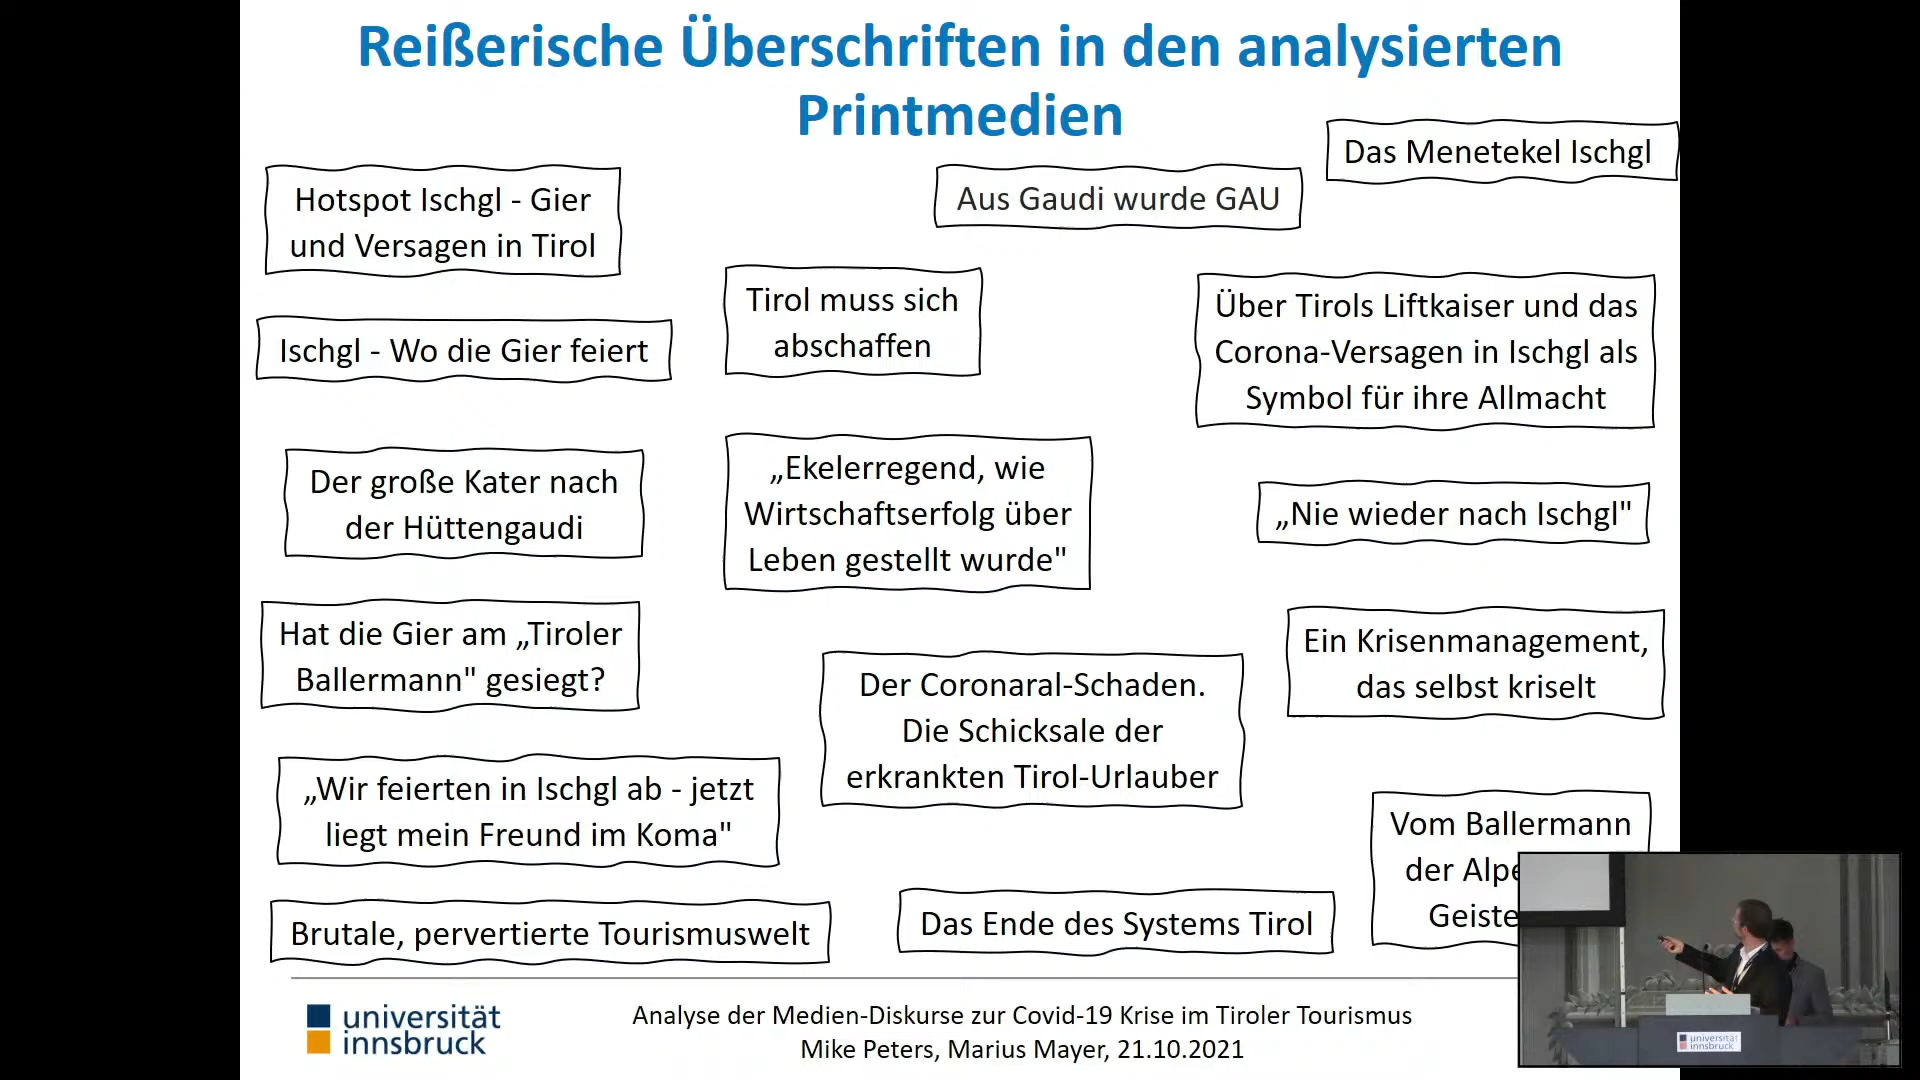 Reißerische Überschriften in den analysierten
Printmedien
Das Menetekel Ischgl
Hotspot Ischgl - Gier
und Versagen in Tirol
Aus Gaudi wurde GAU
Tirol muss sich
abschaffen
Über Tirols Liftkaiser und das
Corona-Versagen in Ischgl als
Symbol für ihre Allmacht
Ischgl - Wo die Gier feiert
Der große Kater nach
der Hüttengaudi
„Ekelerregend, wie
Wirtschaftserfolg über
Leben gestellt wurde"
„Nie wieder nach Ischgl"
Hat die Gier am „Tiroler
Ballermann" gesiegt?
Ein Krisenmanagement,
das selbst kriselt
Der Coronaral-Schaden.
Die Schicksale der
erkrankten Tirol-Urlauber
„Wir feierten in Ischgl ab - jetzt
liegt mein Freund im Koma"
Vom Ballermann
der
Brutale, pervertierte Tourismuswelt
Das Ende des Systems Tirol
universität
innsbruck
Analyse der Medien-Diskurse zur Covid-19 Krise im Tiroler Tourismus
Mike Peters, Marius Mayer, 21.10.2021
universität
innsbruck